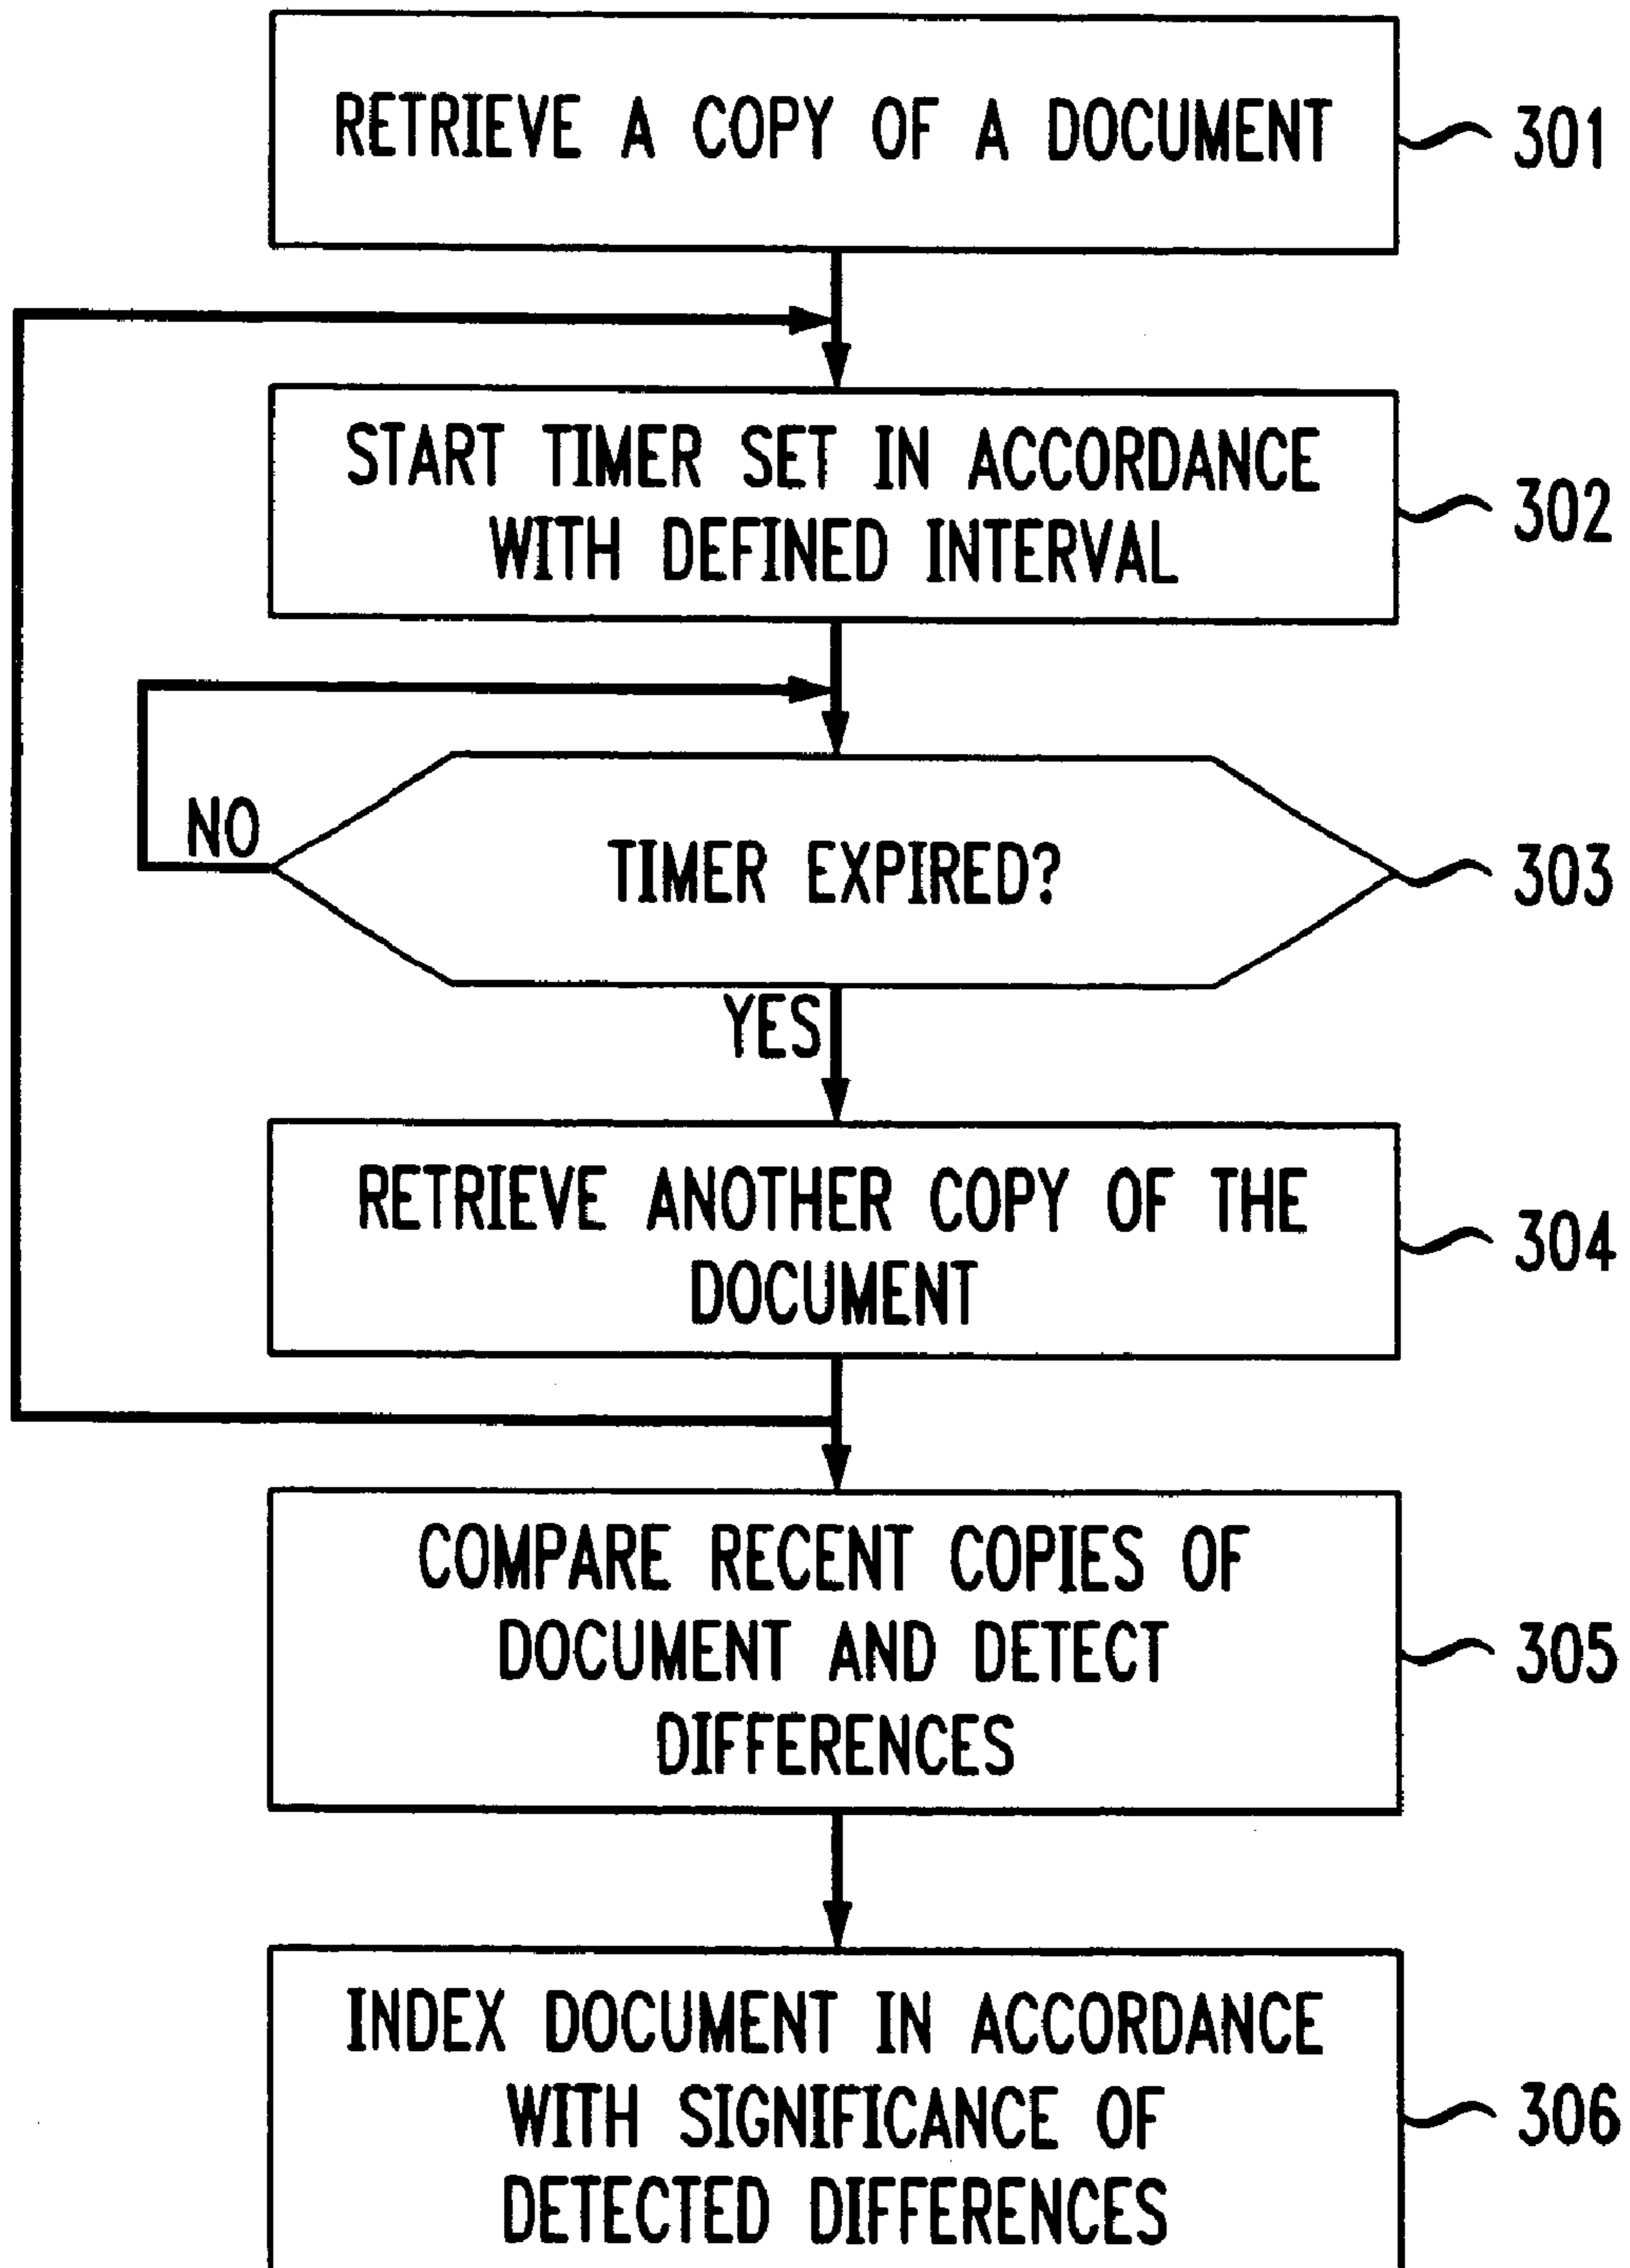 RETRIEVE A COPY OF A DOCUMENT
301
START TIMER SET IN ACCORDANCE
WITH DEFINED INTERVAL
302
NO
TIMER EXPIRED?
303
YES
RETRIEVE ANOTHER COPY OF THE
DOCUMENT
304
COMPARE RECENT COPIES OF
DOCUMENT AND DETECT
DIFFERENCES
305
INDEX DOCUMENT IN ACCORDANCE
WITH SIGNIFICANCE OF
DETECTED DIFFERENCES
306